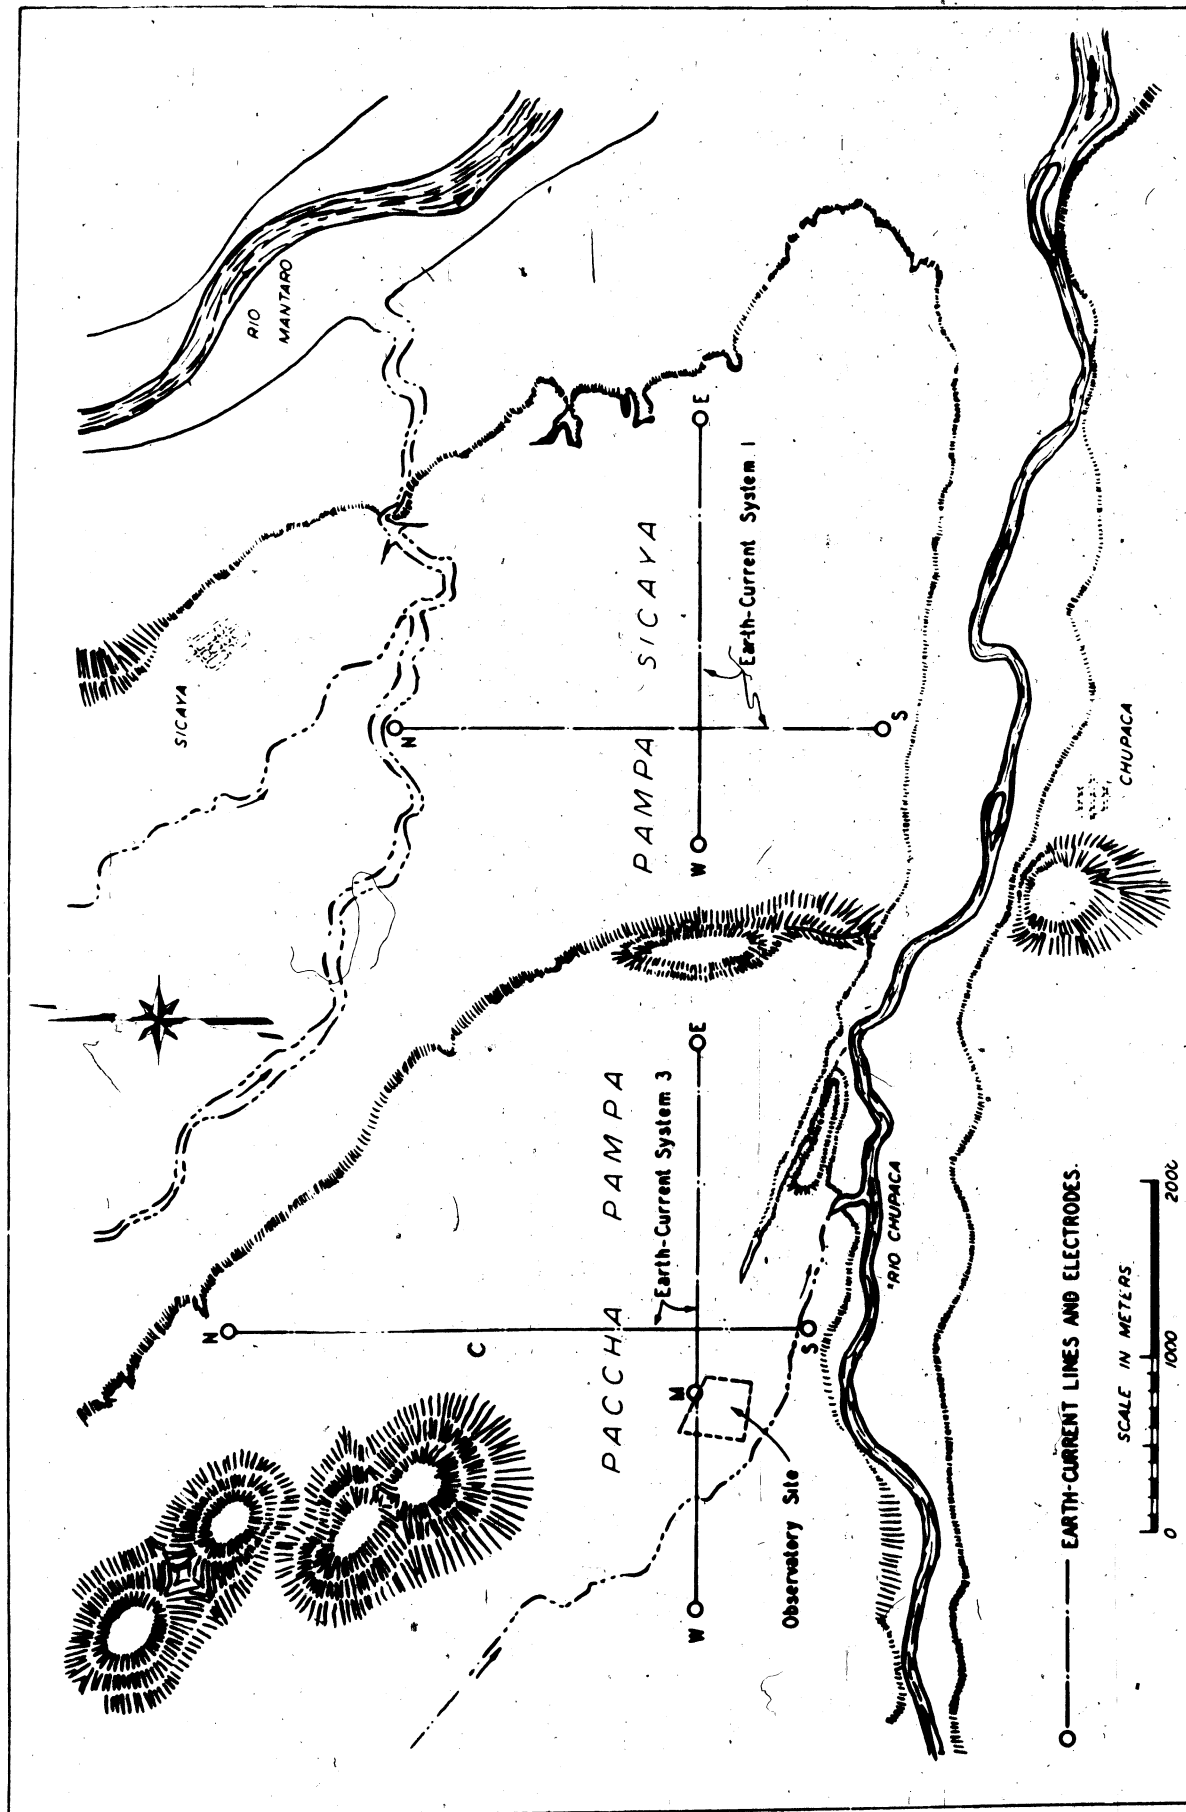 RIO
MANTARO
SICAYA
N
PAMPA SICAYA
W
E
Earth-Current System 1
S
CHUPACA
N
C
PACCHA PAMPA
Earth-Current System 3
W
M
E
Observatory Site
S
RIO CHUPACA
EARTH-CURRENT LINES AND ELECTRODES.
SCALE IN METERS
0 1000 2000